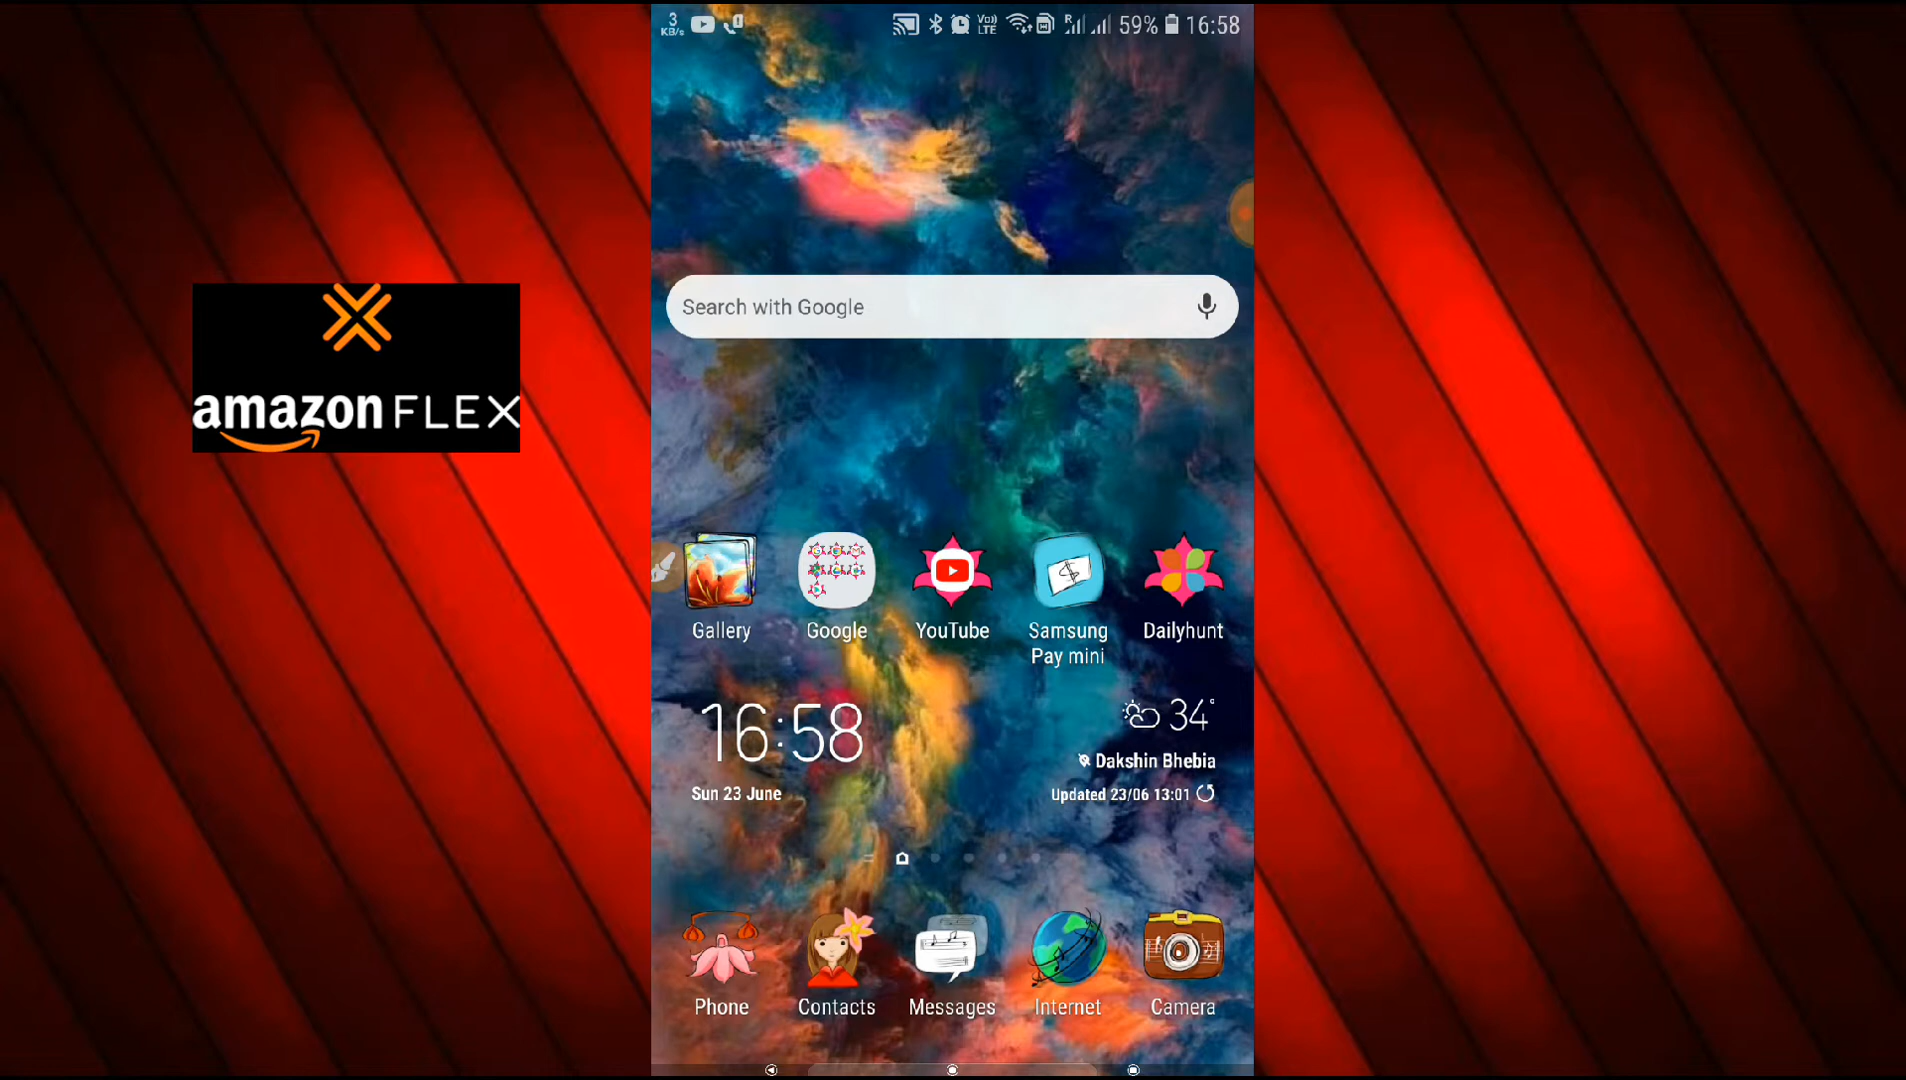 3
KB/s
Vo))
LTE
R
59%
16:58
Search with Google
amazon FLEX
Gallery
Google
YouTube
Samsung
Pay mini
Dailyhunt
16:58
34°
Dakshin Bhebia
Sun 23 June
Updated 23/06 13:01
Phone
Contacts
Messages
Internet
Camera